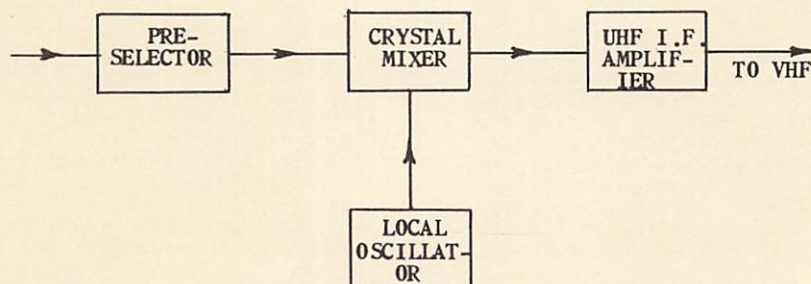 PRE-
SELECTOR
CRYSTAL
MIXER
UHF I.F.
AMPLIF-
IER
TO VHF
LOCAL
OSCILLAT-
OR